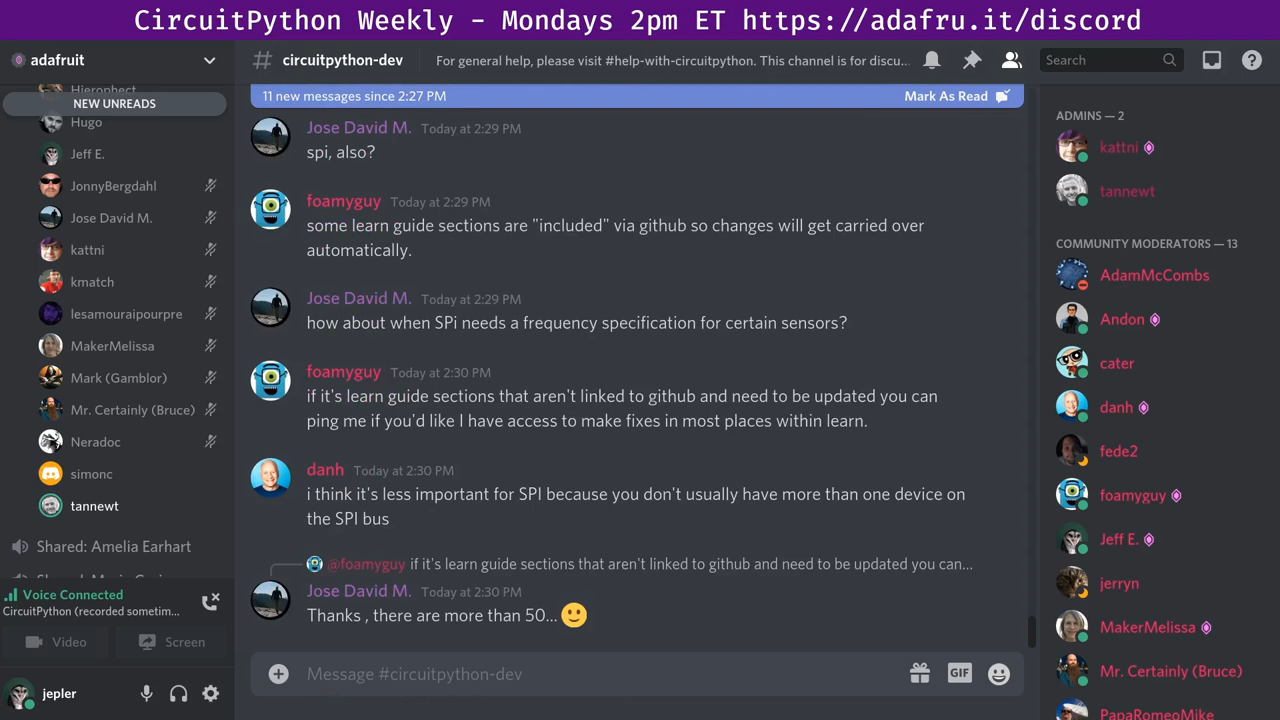 CircuitPython Weekly - Mondays 2pm ET https://adafru.it/discord
adafruit
# circuitpython-dev
For general help, please visit #help-with-circuitpython. This channel is for discu...
Search
Hierophect
NEW UNREADS
Hugo
Jeff E.
JonnyBergdahl
Jose David M.
kattni
kmatch
lesamouraipourpre
MakerMelissa
Mark (Gamblor)
Mr. Certainly (Bruce)
Neradoc
simonc
tannewt
Shared: Amelia Earhart
Voice Connected
CircuitPython (recorded sometim...
Video
Screen
jepler
11 new messages since 2:27 PM
Mark As Read
Jose David M. Today at 2:29 PM
spi, also?
foamyguy Today at 2:29 PM
some learn guide sections are "included" via github so changes will get carried over
automatically.
Jose David M. Today at 2:29 PM
how about when SPi needs a frequency specification for certain sensors?
foamyguy Today at 2:30 PM
if it's learn guide sections that aren't linked to github and need to be updated you can
ping me if you'd like I have access to make fixes in most places within learn.
danh Today at 2:30 PM
i think it's less important for SPI because you don't usually have more than one device on
the SPI bus
@foamyguy if it's learn guide sections that aren't linked to github and need to be updated you can...
Jose David M. Today at 2:30 PM
Thanks , there are more than 50... 🙂
Message #circuitpython-dev
GIF
ADMINS — 2
kattni
tannewt
COMMUNITY MODERATORS — 13
AdamMcCombs
Andon
cater
danh
fede2
foamyguy
Jeff E.
jerryn
MakerMelissa
Mr. Certainly (Bruce)
PapaRomeoMike